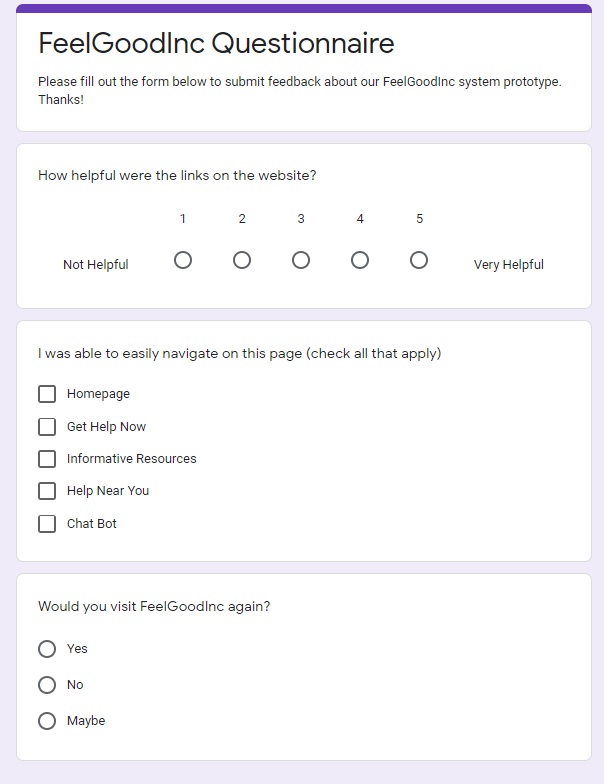 FeelGoodInc Questionnaire
Please fill out the form below to submit feedback about our FeelGoodInc system prototype.
Thanks!
How helpful were the links on the website?
1 2 3 4 5
Not Helpful Very Helpful
I was able to easily navigate on this page (check all that apply)
Homepage
Get Help Now
Informative Resources
Help Near You
Chat Bot
Would you visit FeelGoodInc again?
Yes
No
Maybe